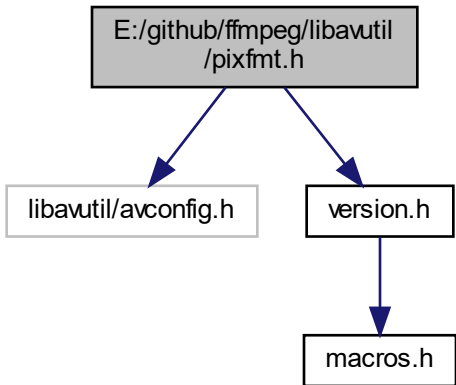 E:/github/ffmpeg/libavutil
/pixfmt.h
libavutil/avconfig.h
version.h
macros.h